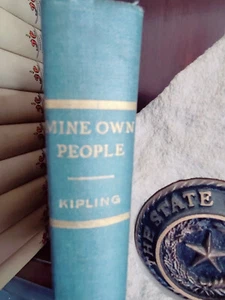 MINE OWN
PEOPLE
KIPLING
THE STATE